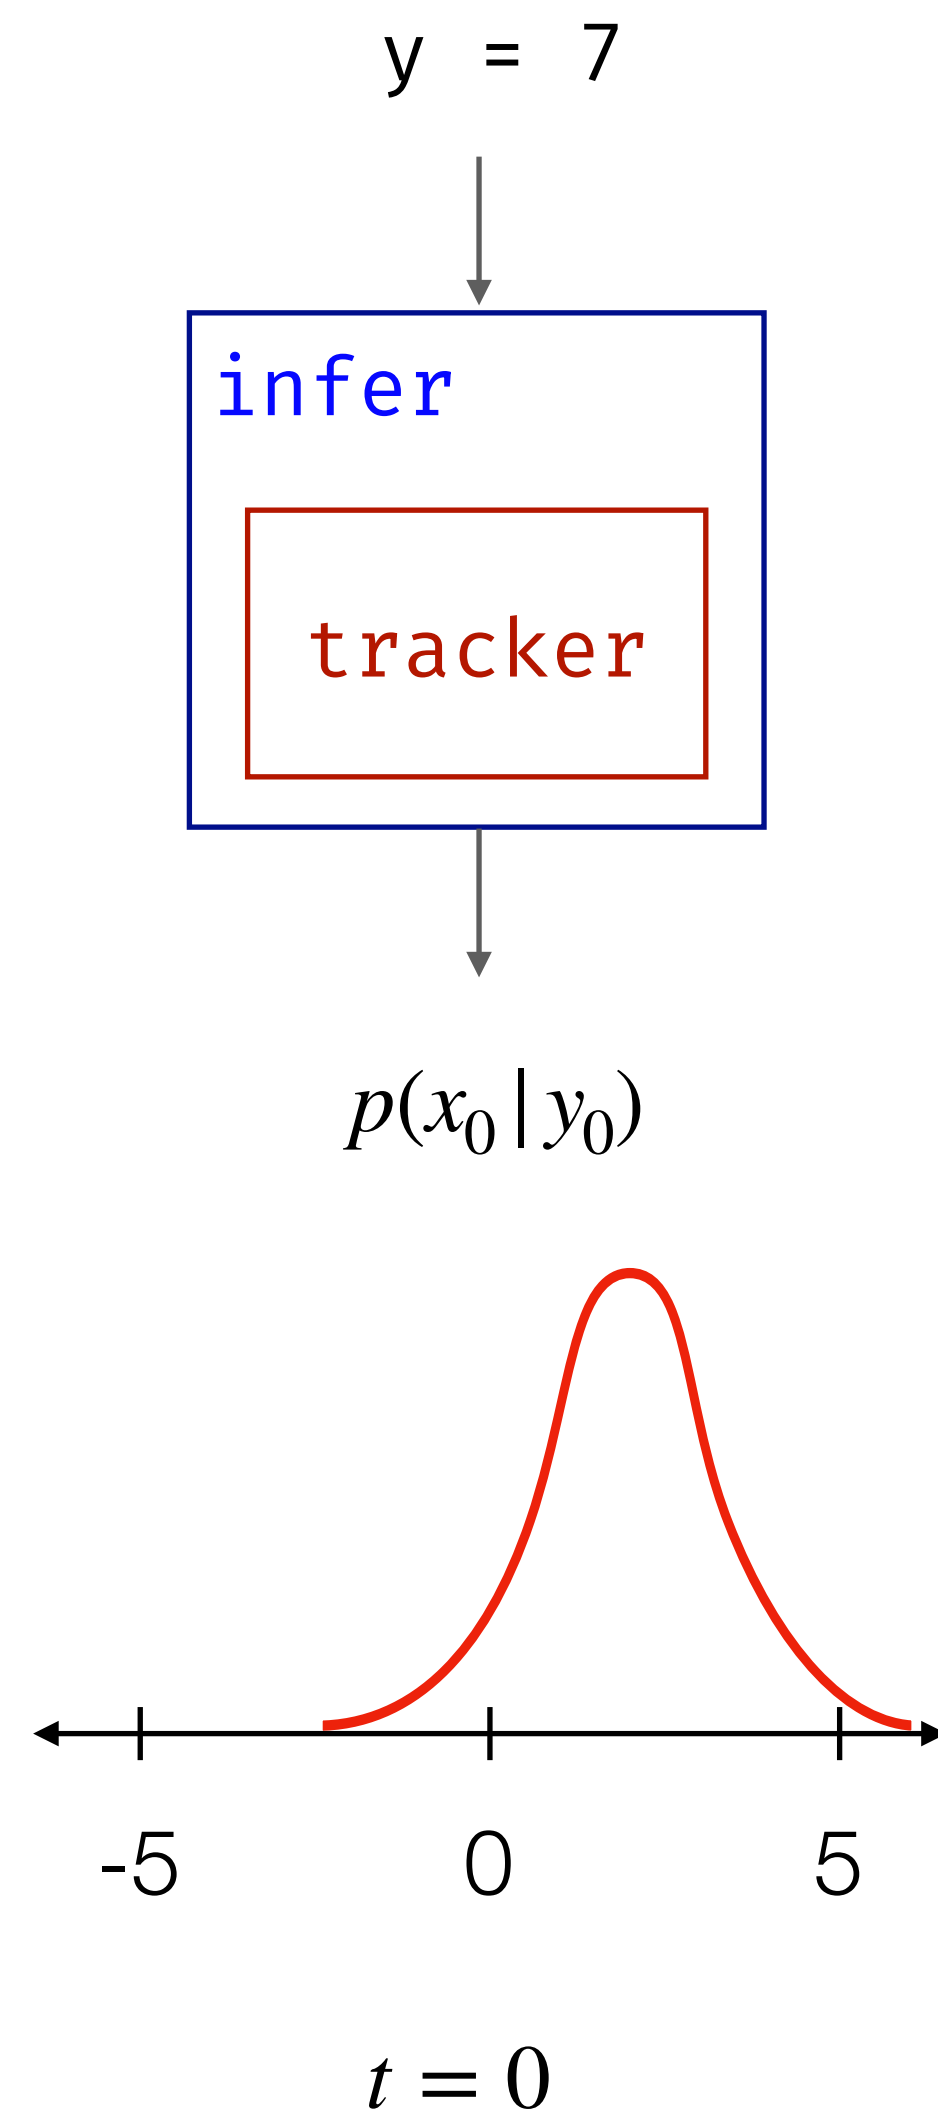 y = 7
infer
tracker
p(x₀ | y₀)
-5 0 5
t = 0